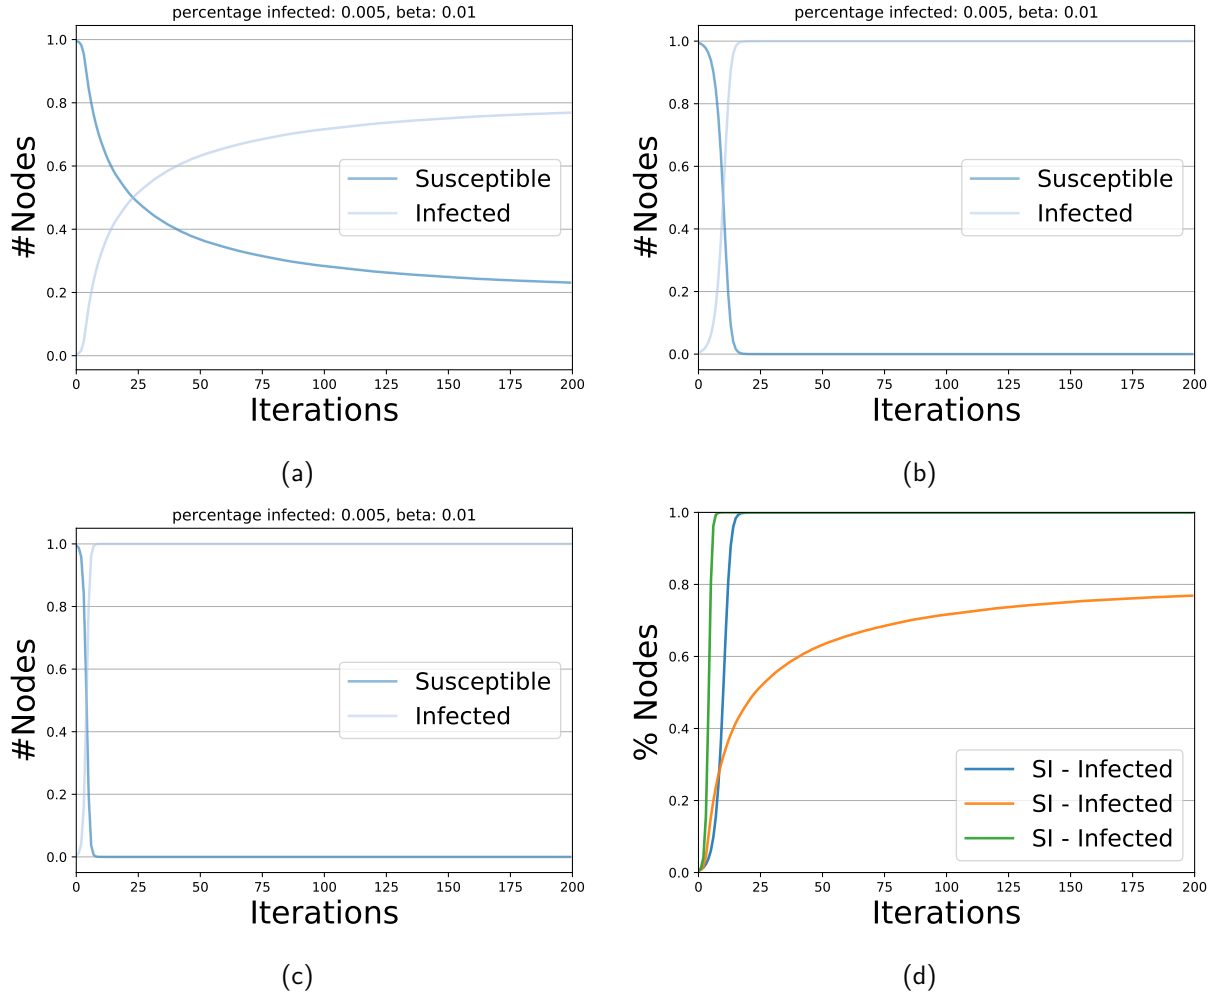 percentage infected: 0.005, beta: 0.01
1.0
0.8
0.6
0.4
0.2
0.0
#Nodes
Susceptible
Infected
0 25 50 75 100 125 150 175 200
Iterations
(a)
percentage infected: 0.005, beta: 0.01
1.0
0.8
0.6
0.4
0.2
0.0
#Nodes
Susceptible
Infected
0 25 50 75 100 125 150 175 200
Iterations
(b)
percentage infected: 0.005, beta: 0.01
1.0
0.8
0.6
0.4
0.2
0.0
#Nodes
Susceptible
Infected
0 25 50 75 100 125 150 175 200
Iterations
(c)
1.0
0.8
0.6
0.4
0.2
0.0
% Nodes
SI - Infected
SI - Infected
SI - Infected
0 25 50 75 100 125 150 175 200
Iterations
(d)